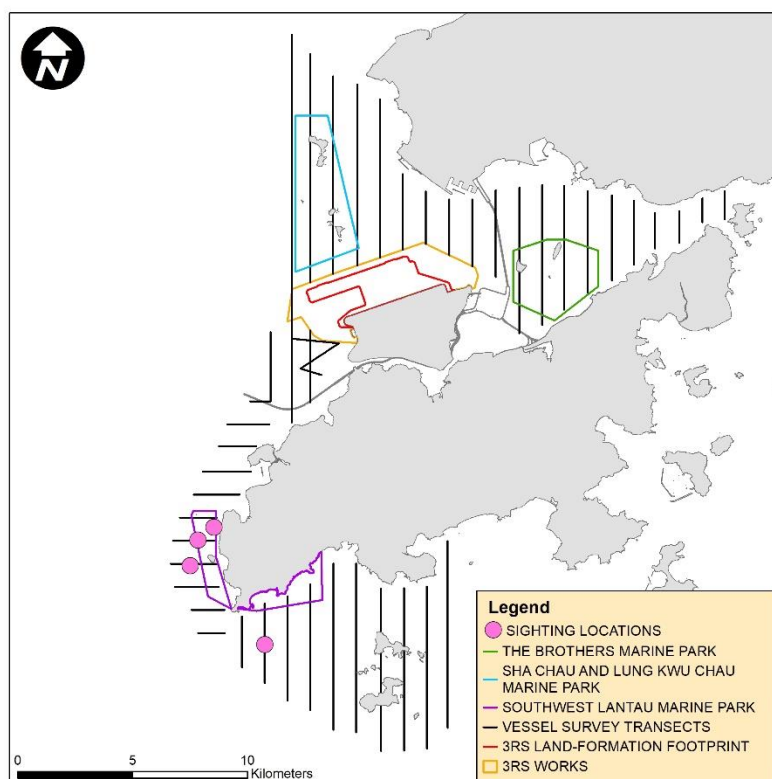 N
Legend
SIGHTING LOCATIONS
THE BROTHERS MARINE PARK
SHA CHAU AND LUNG KWU CHAU
MARINE PARK
SOUTHWEST LANTAU MARINE PARK
VESSEL SURVEY TRANSECTS
3RS LAND-FORMATION FOOTPRINT
3RS WORKS
0 5 10
Kilometers